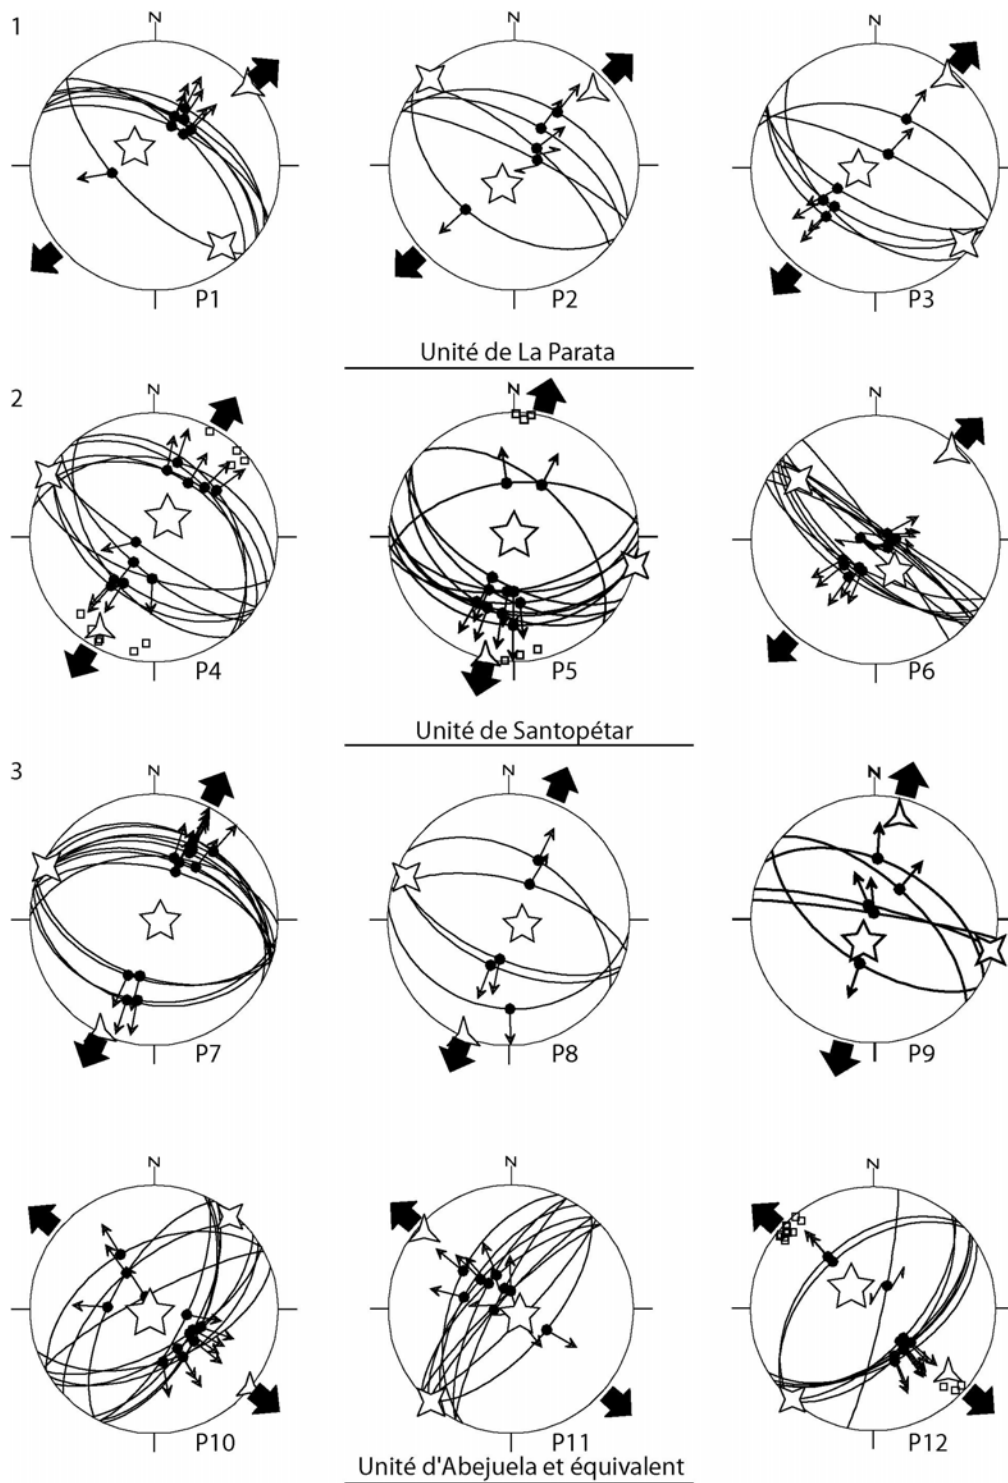 1
N N N
P1 P2 P3
Unité de La Parata
2
N N N
P4 P5 P6
Unité de Santopétar
3
N N N
P7 P8 P9
N N N
P10 P11 P12
Unité d'Abejuela et équivalent